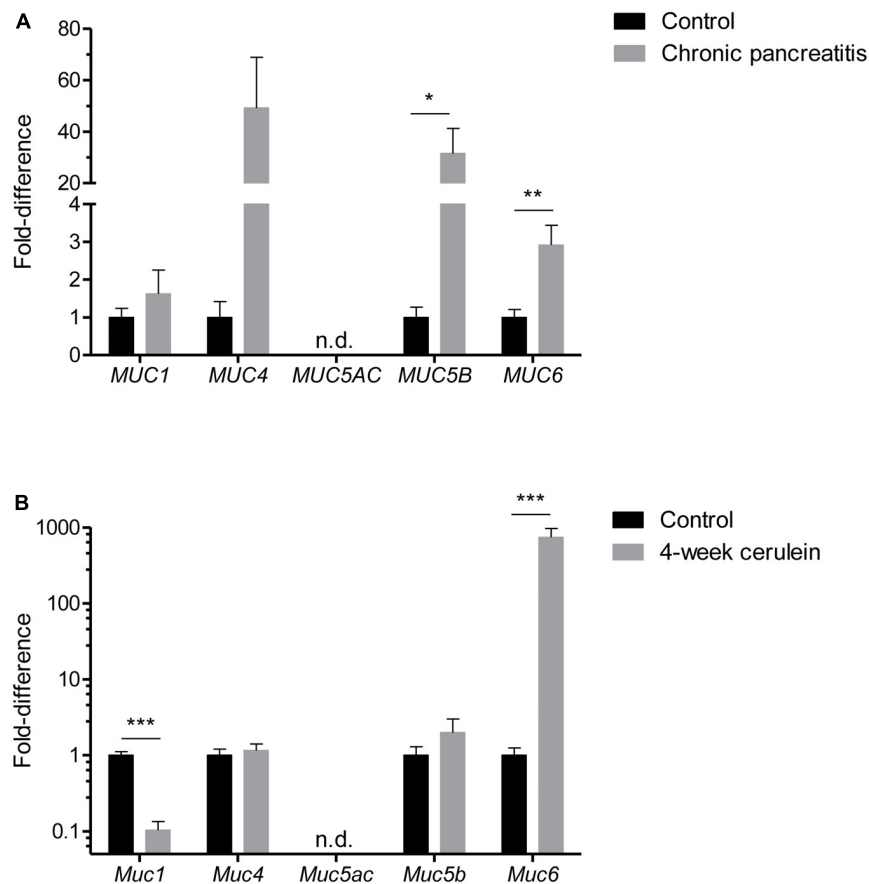 A
Control
Chronic pancreatitis
Fold-difference
80
60
40
20
4
3
2
1
0
*
**
n.d.
MUC1 MUC4 MUC5AC MUC5B MUC6
B
Control
4-week cerulein
Fold-difference
1000
100
10
1
0.1
***
***
n.d.
Muc1 Muc4 Muc5ac Muc5b Muc6